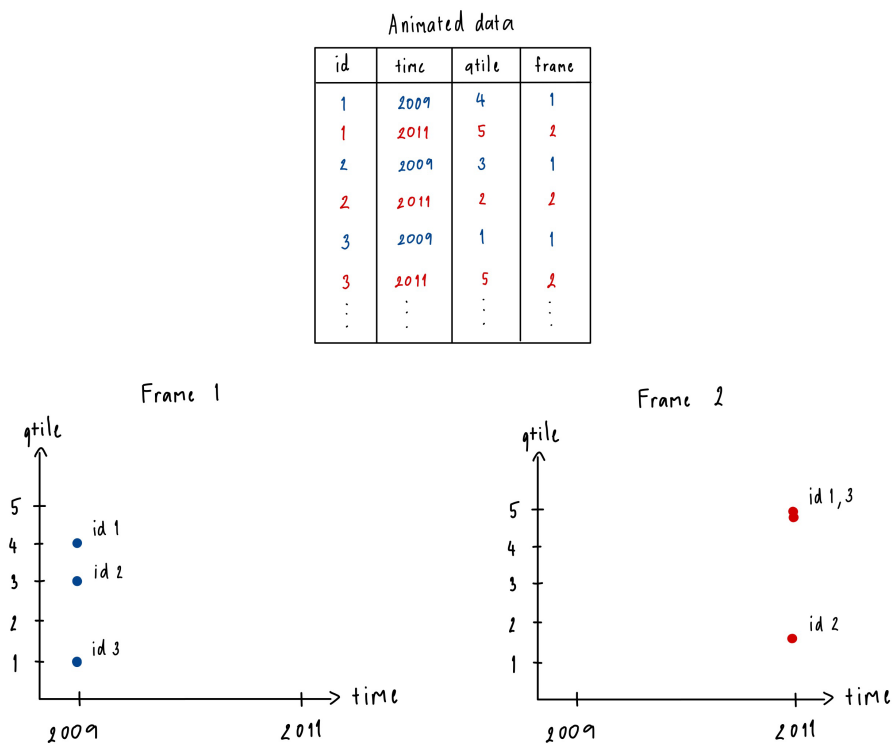 Animated data
id time qtile frame
1 2009 4 1
1 2011 5 2
2 2009 3 1
2 2011 2 2
3 2009 1 1
3 2011 5 2
Frame 1
qtile
5
4
3
2
1
id 1
id 2
id 3
2009 2011
time
Frame 2
qtile
5
4
3
2
1
id 1,3
id 2
2009 2011
time